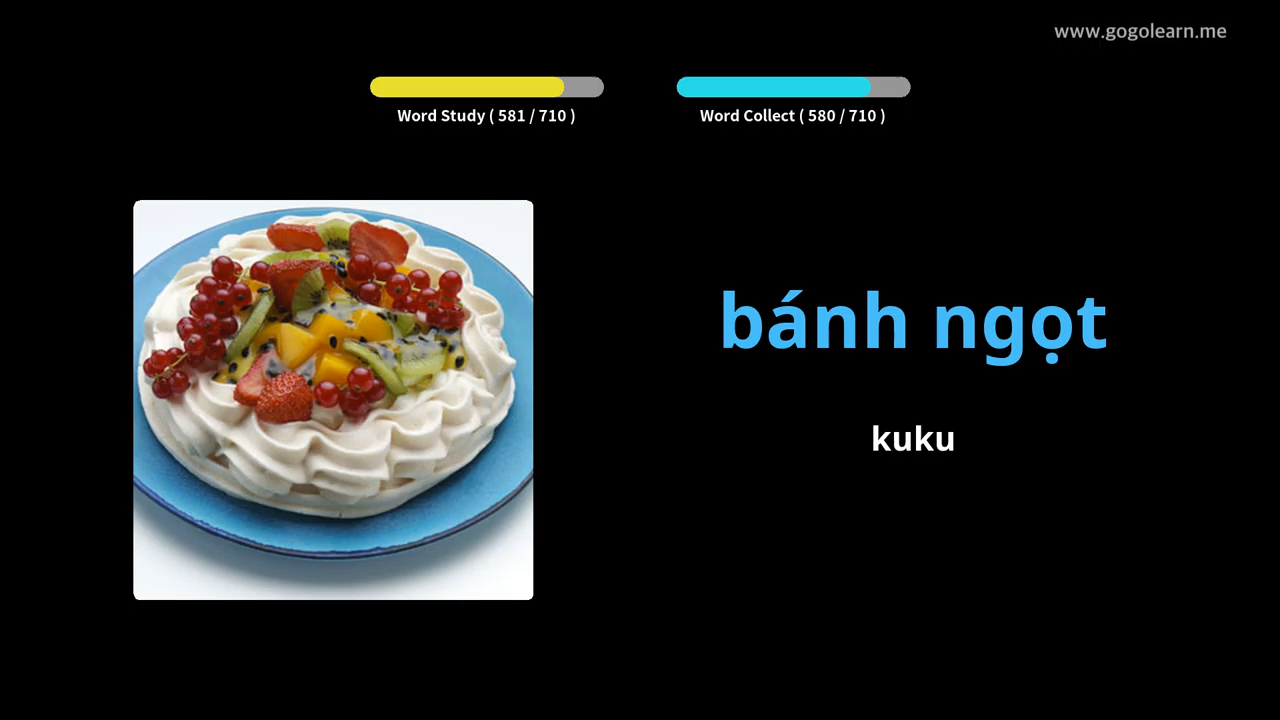 www.gogolearn.me
Word Study ( 581 / 710 )
Word Collect ( 580 / 710 )
bánh ngọt
kuku